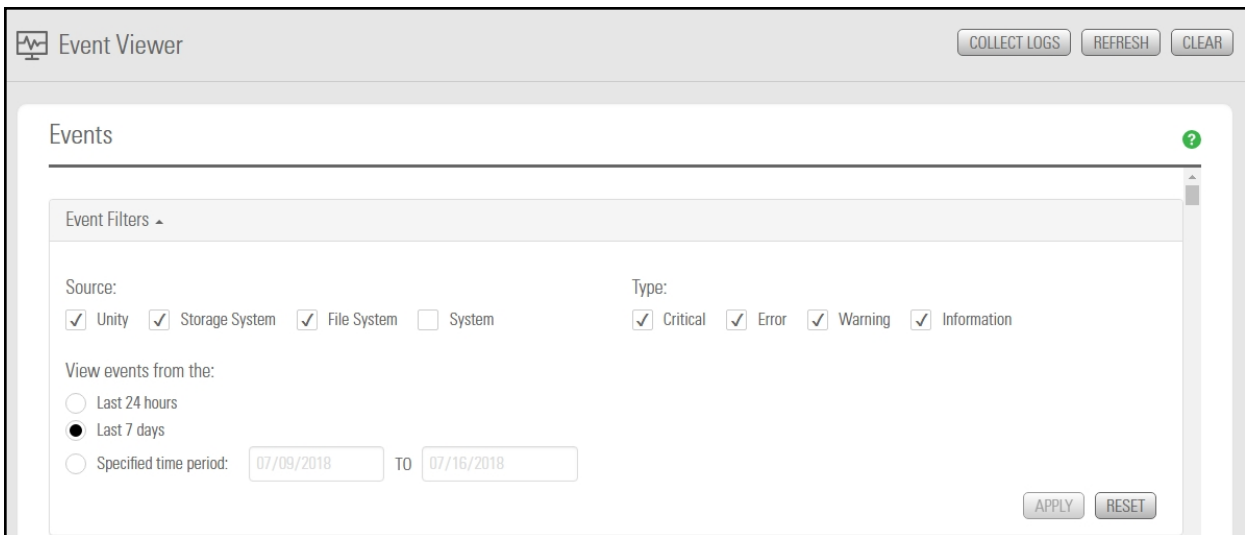 Event Viewer
COLLECT LOGS REFRESH CLEAR
Events
?
Event Filters
Source:
Unity Storage System File System System
Type:
Critical Error Warning Information
View events from the:
Last 24 hours
Last 7 days
Specified time period: 07/09/2018 TO 07/16/2018
APPLY RESET